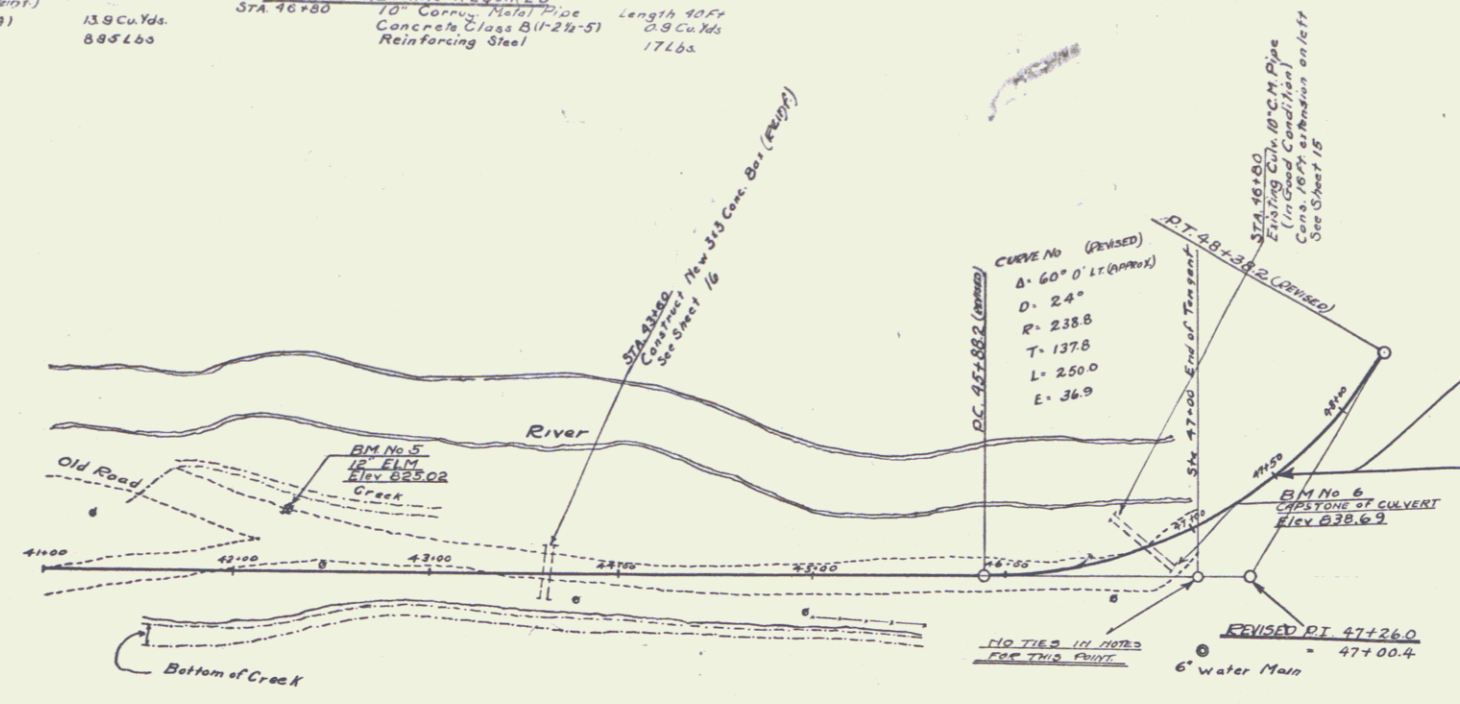 13.9 Cu.Yds.
885 Lbs
STA. 46+80 10" Corrug. Metal Pipe Length 40 Ft
Concrete Class B (1-2½-5) 0.9 Cu.Yds
Reinforcing Steel 17 Lbs.
STA. 43+60
Construct New 3x3 Conc. Box (REINF.)
See Sheet 16
STA. 46+80
Existing Culv. 10" C.M. Pipe
(In Good Condition)
Cons. 16 Ft. extension on left
See Sheet 15
P.T. 48+38.2 (REVISED)
P.C. 45+88.2 (REVISED)
CURVE No (REVISED)
Δ= 60° 0' LT. (APPROX)
D= 24°
R= 238.8
T= 137.8
L= 250.0
E= 36.9
Sta 47+00 End of Tangent
River
Old Road
BM. No 5
12" ELM
Elev 825.02
Creek
48+00
47+50
47+00
BM No 6
CAPSTONE OF CULVERT
Elev 838.69
41+00
42+00
43+00
44+00
45+00
NO TIES IN NOTES
FOR THIS POINT.
REVISED P.I. 47+26.0
= 47+00.4
6" Water Main
Bottom of Creek